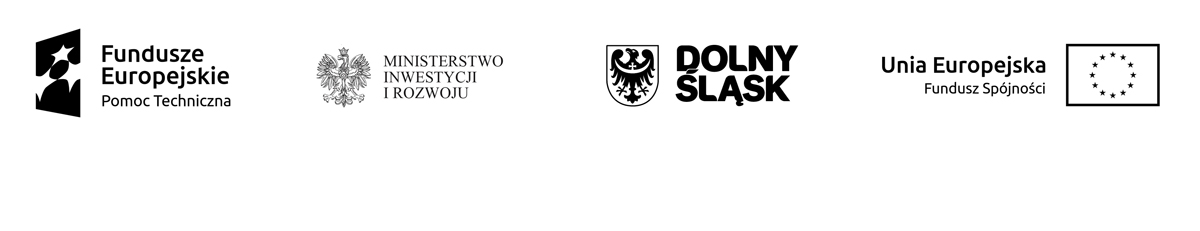 Fundusze
Europejskie
Pomoc Techniczna
MINISTERSTWO
INWESTYCJI
I ROZWOJU
DOLNY
ŚLĄSK
Unia Europejska
Fundusz Spójności